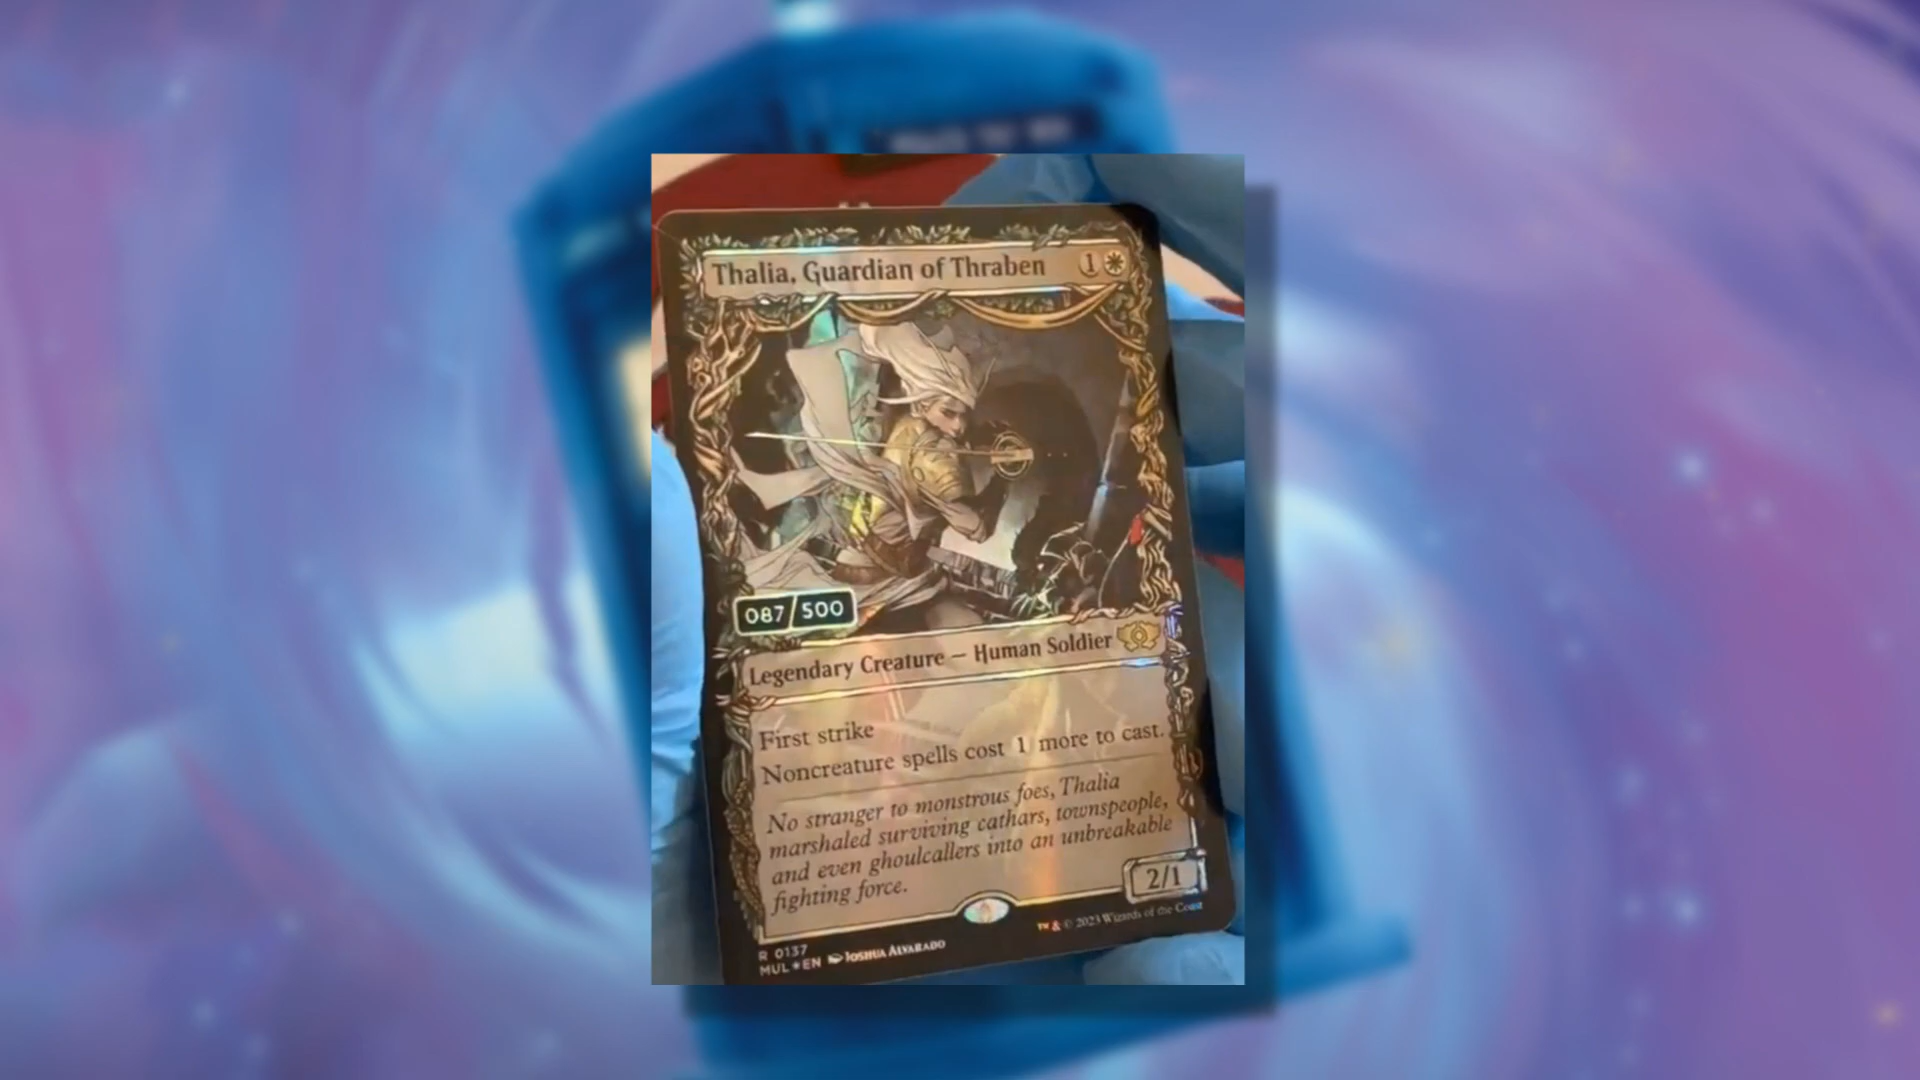 Thalia, Guardian of Thraben 1
087/500
Legendary Creature — Human Soldier
First strike
Noncreature spells cost 1 more to cast.
No stranger to monstrous foes, Thalia
marshaled surviving cathars, townspeople,
and even ghoulcallers into an unbreakable
fighting force.
2/1
R 0137
MUL★EN JOSHUA ALVARADO
™ & © 2023 Wizards of the Coast